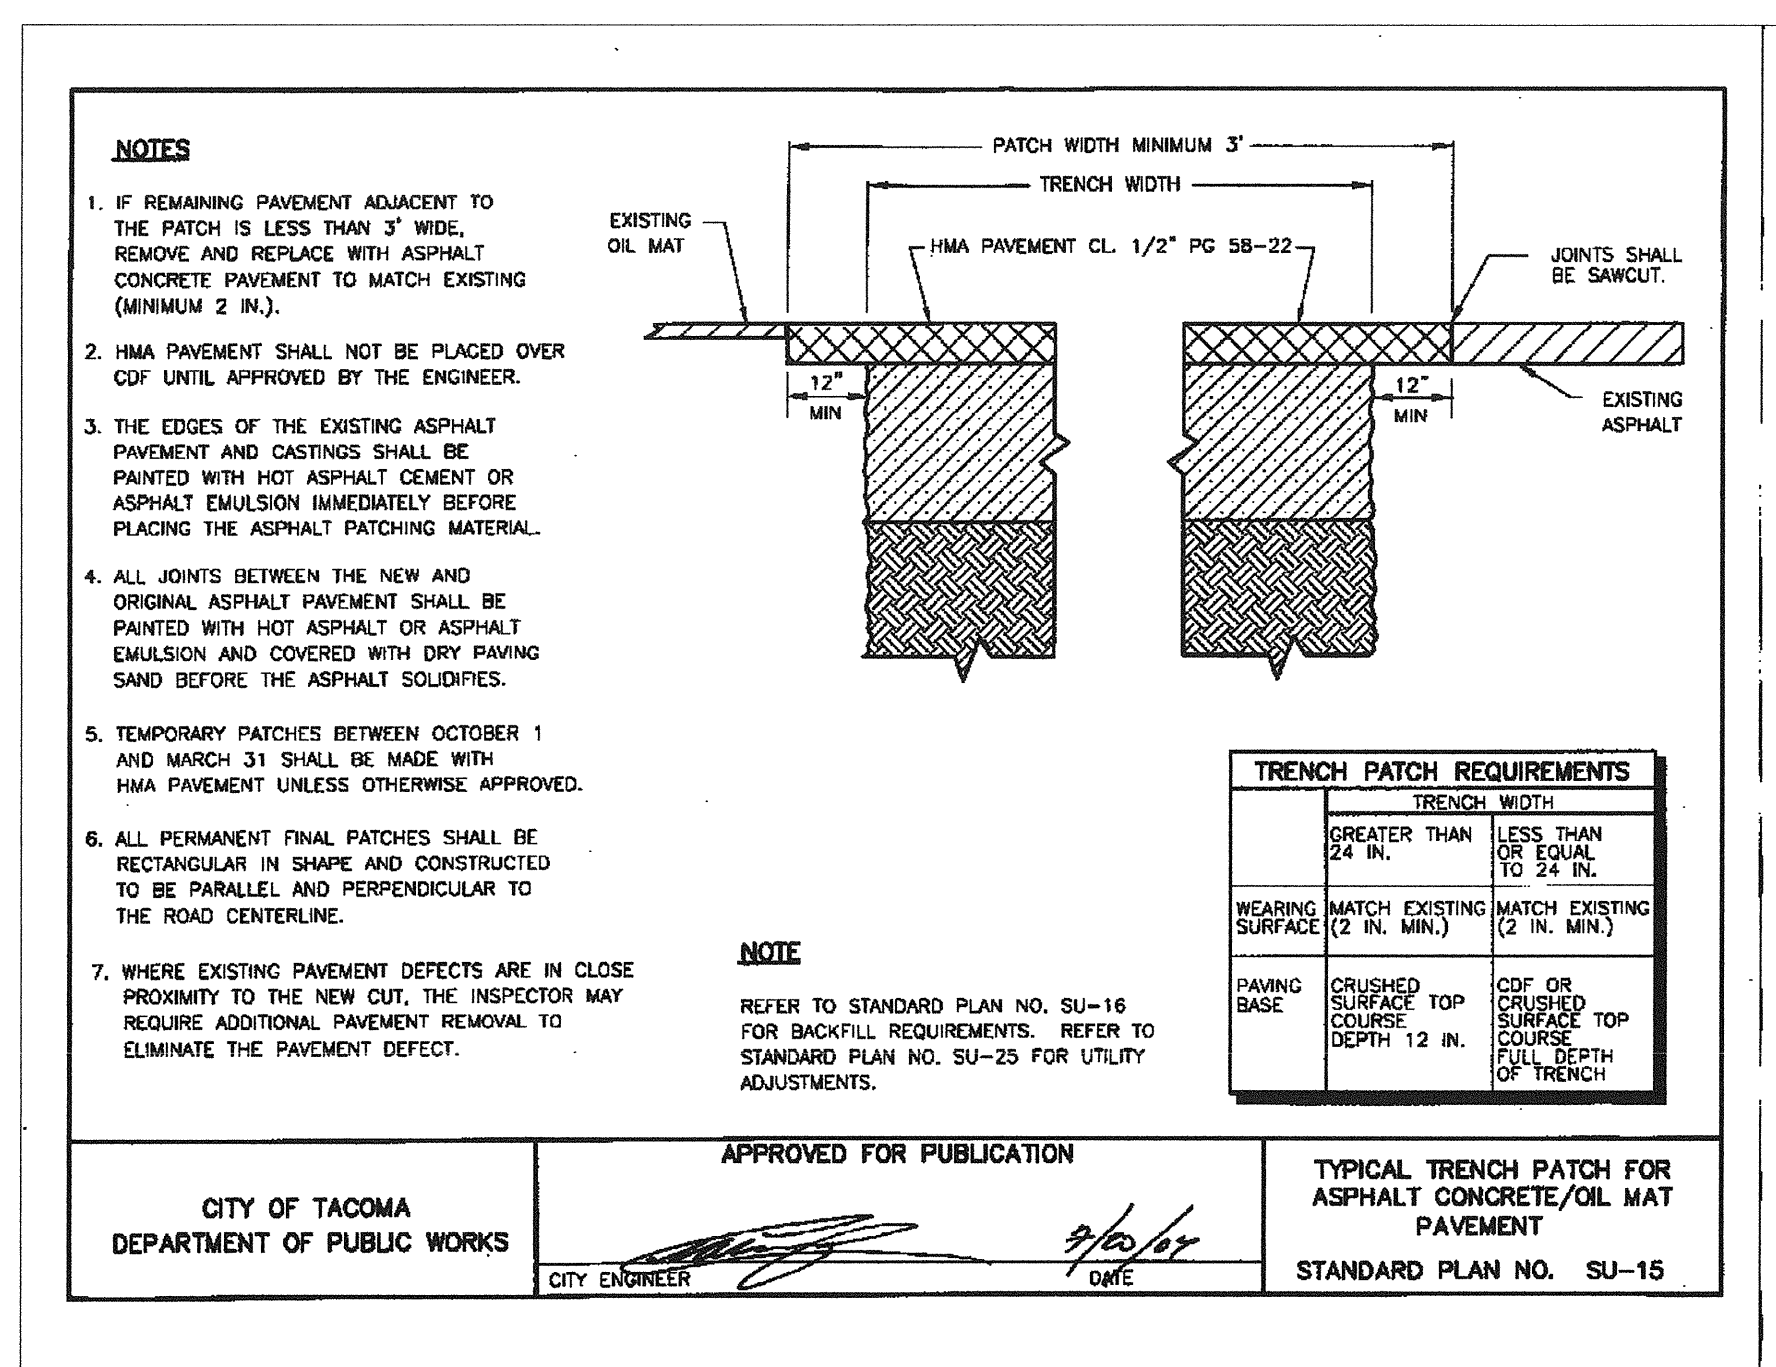 NOTES
1. IF REMAINING PAVEMENT ADJACENT TO
THE PATCH IS LESS THAN 3' WIDE,
REMOVE AND REPLACE WITH ASPHALT
CONCRETE PAVEMENT TO MATCH EXISTING
(MINIMUM 2 IN.).
2. HMA PAVEMENT SHALL NOT BE PLACED OVER
CDF UNTIL APPROVED BY THE ENGINEER.
3. THE EDGES OF THE EXISTING ASPHALT
PAVEMENT AND CASTINGS SHALL BE
PAINTED WITH HOT ASPHALT CEMENT OR
ASPHALT EMULSION IMMEDIATELY BEFORE
PLACING THE ASPHALT PATCHING MATERIAL.
4. ALL JOINTS BETWEEN THE NEW AND
ORIGINAL ASPHALT PAVEMENT SHALL BE
PAINTED WITH HOT ASPHALT OR ASPHALT
EMULSION AND COVERED WITH DRY PAVING
SAND BEFORE THE ASPHALT SOLIDIFIES.
5. TEMPORARY PATCHES BETWEEN OCTOBER 1
AND MARCH 31 SHALL BE MADE WITH
HMA PAVEMENT UNLESS OTHERWISE APPROVED.
6. ALL PERMANENT FINAL PATCHES SHALL BE
RECTANGULAR IN SHAPE AND CONSTRUCTED
TO BE PARALLEL AND PERPENDICULAR TO
THE ROAD CENTERLINE.
7. WHERE EXISTING PAVEMENT DEFECTS ARE IN CLOSE
PROXIMITY TO THE NEW CUT, THE INSPECTOR MAY
REQUIRE ADDITIONAL PAVEMENT REMOVAL TO
ELIMINATE THE PAVEMENT DEFECT.
PATCH WIDTH MINIMUM 3'
TRENCH WIDTH
EXISTING
OIL MAT
HMA PAVEMENT CL. 1/2" PG 58-22
JOINTS SHALL
BE SAWCUT.
12"
MIN
12"
MIN
EXISTING
ASPHALT
NOTE
REFER TO STANDARD PLAN NO. SU-16
FOR BACKFILL REQUIREMENTS. REFER TO
STANDARD PLAN NO. SU-25 FOR UTILITY
ADJUSTMENTS.
TRENCH PATCH REQUIREMENTS
TRENCH WIDTH
GREATER THAN
24 IN.
LESS THAN
OR EQUAL
TO 24 IN.
WEARING
SURFACE
MATCH EXISTING
(2 IN. MIN.)
MATCH EXISTING
(2 IN. MIN.)
PAVING
BASE
CRUSHED
SURFACE TOP
COURSE
DEPTH 12 IN.
CDF OR
CRUSHED
SURFACE TOP
COURSE
FULL DEPTH
OF TRENCH
CITY OF TACOMA
DEPARTMENT OF PUBLIC WORKS
APPROVED FOR PUBLICATION
CITY ENGINEER
DATE
TYPICAL TRENCH PATCH FOR
ASPHALT CONCRETE/OIL MAT
PAVEMENT
STANDARD PLAN NO. SU-15